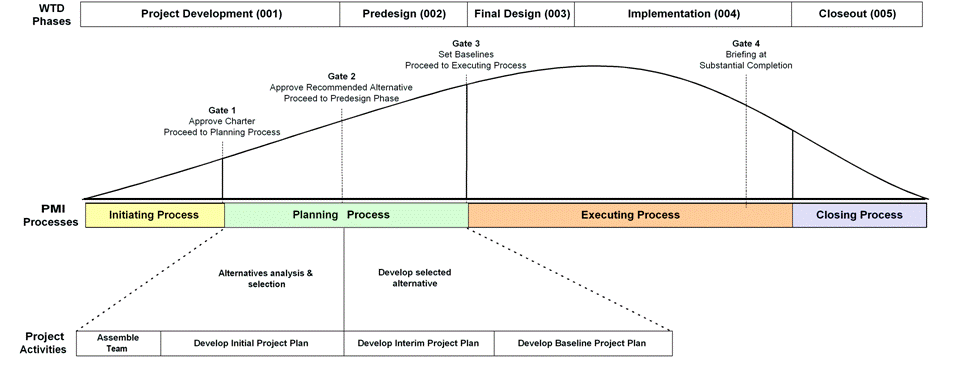 WTD
Phases
Project Development (001)
Predesign (002)
Final Design (003)
Implementation (004)
Closeout (005)
Gate 3
Set Baselines
Proceed to Executing Process
Gate 4
Briefing at
Substantial Completion
Gate 2
Approve Recommended Alternative
Proceed to Predesign Phase
Gate 1
Approve Charter
Proceed to Planning Process
PMI
Processes
Initiating Process
Planning Process
Executing Process
Closing Process
Alternatives analysis &
selection
Develop selected
alternative
Project
Activities
Assemble
Team
Develop Initial Project Plan
Develop Interim Project Plan
Develop Baseline Project Plan